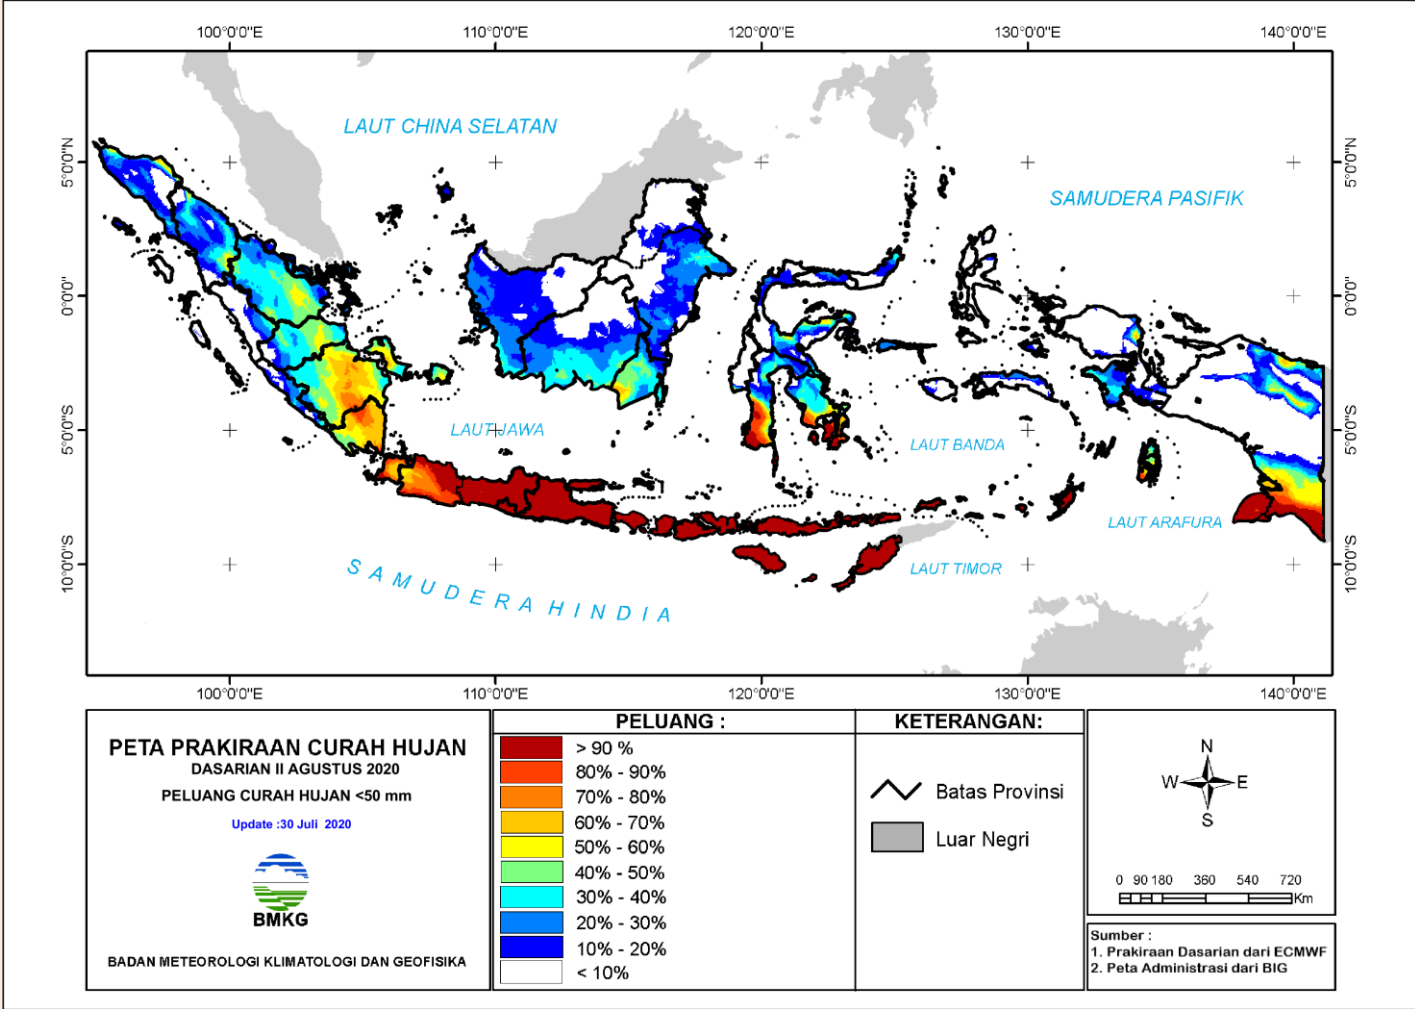 100°0'0"E 110°0'0"E 120°0'0"E 130°0'0"E 140°0'0"E
5°0'0"N
0°0'0"
5°0'0"S
10°0'0"S
LAUT CHINA SELATAN
SAMUDERA PASIFIK
LAUT JAWA
LAUT BANDA
LAUT ARAFURA
LAUT TIMOR
SAMUDERA HINDIA
5°0'0"N
0°0'0"
5°0'0"S
10°0'0"S
100°0'0"E 110°0'0"E 120°0'0"E 130°0'0"E 140°0'0"E
PETA PRAKIRAAN CURAH HUJAN
DASARIAN II AGUSTUS 2020
PELUANG CURAH HUJAN <50 mm
Update :30 Juli 2020
BMKG
BADAN METEOROLOGI KLIMATOLOGI DAN GEOFISIKA
PELUANG :
> 90 %
80% - 90%
70% - 80%
60% - 70%
50% - 60%
40% - 50%
30% - 40%
20% - 30%
10% - 20%
< 10%
KETERANGAN:
Batas Provinsi
Luar Negri
N
W E
S
0 90 180 360 540 720
Km
Sumber :
1. Prakiraan Dasarian dari ECMWF
2. Peta Administrasi dari BIG